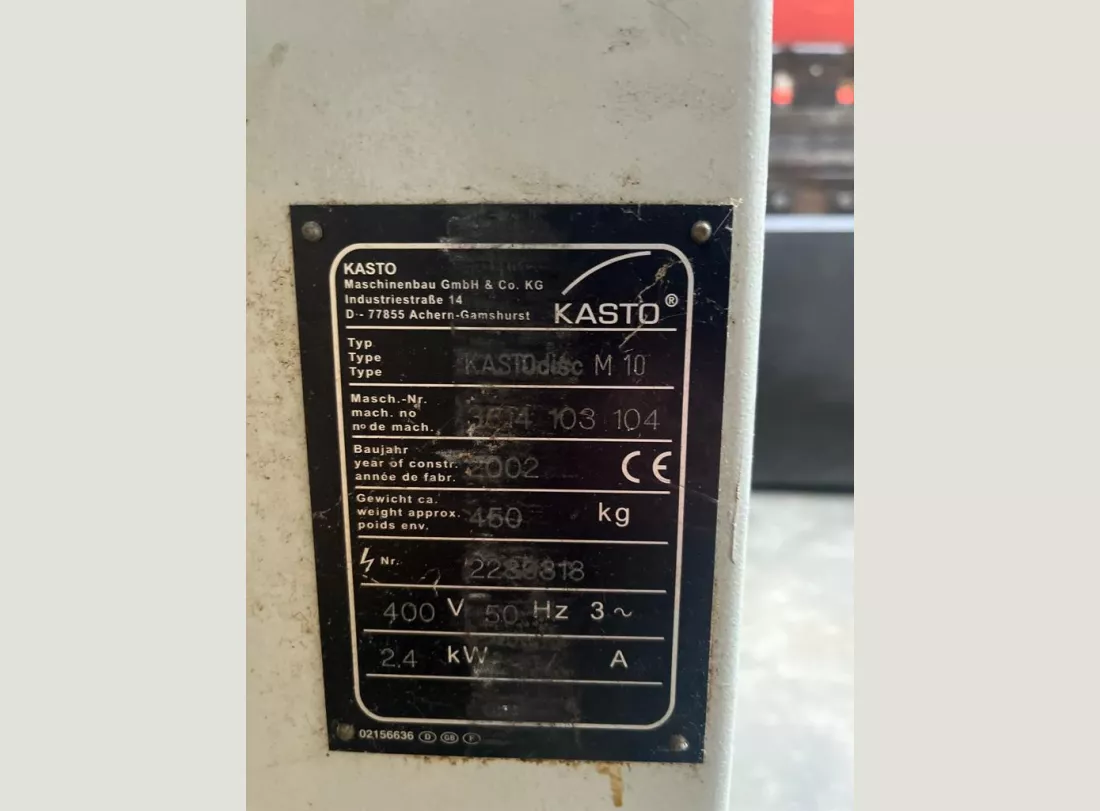 KASTO
Maschinenbau GmbH & Co. KG
Industriestraße 14
D-- 77855 Achern-Gamshurst
KASTO®
Typ
Type
Type
KASTOdisc M 10
Masch.-Nr.
mach. no
nº de mach.
103 104
Baujahr
year of constr.
année de fabr.
2002
CE
Gewicht ca.
weight approx.
poids env.
450 kg
Nr.
400 V 50 Hz 3 ~
2.4 kW / A
02156636 D GB F